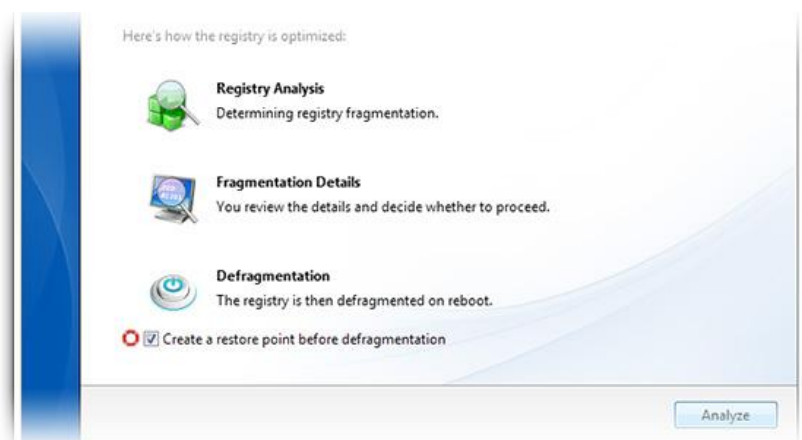 Here's how the registry is optimized:
Registry Analysis
Determining registry fragmentation.
Fragmentation Details
You review the details and decide whether to proceed.
Defragmentation
The registry is then defragmented on reboot.
Create a restore point before defragmentation
Analyze